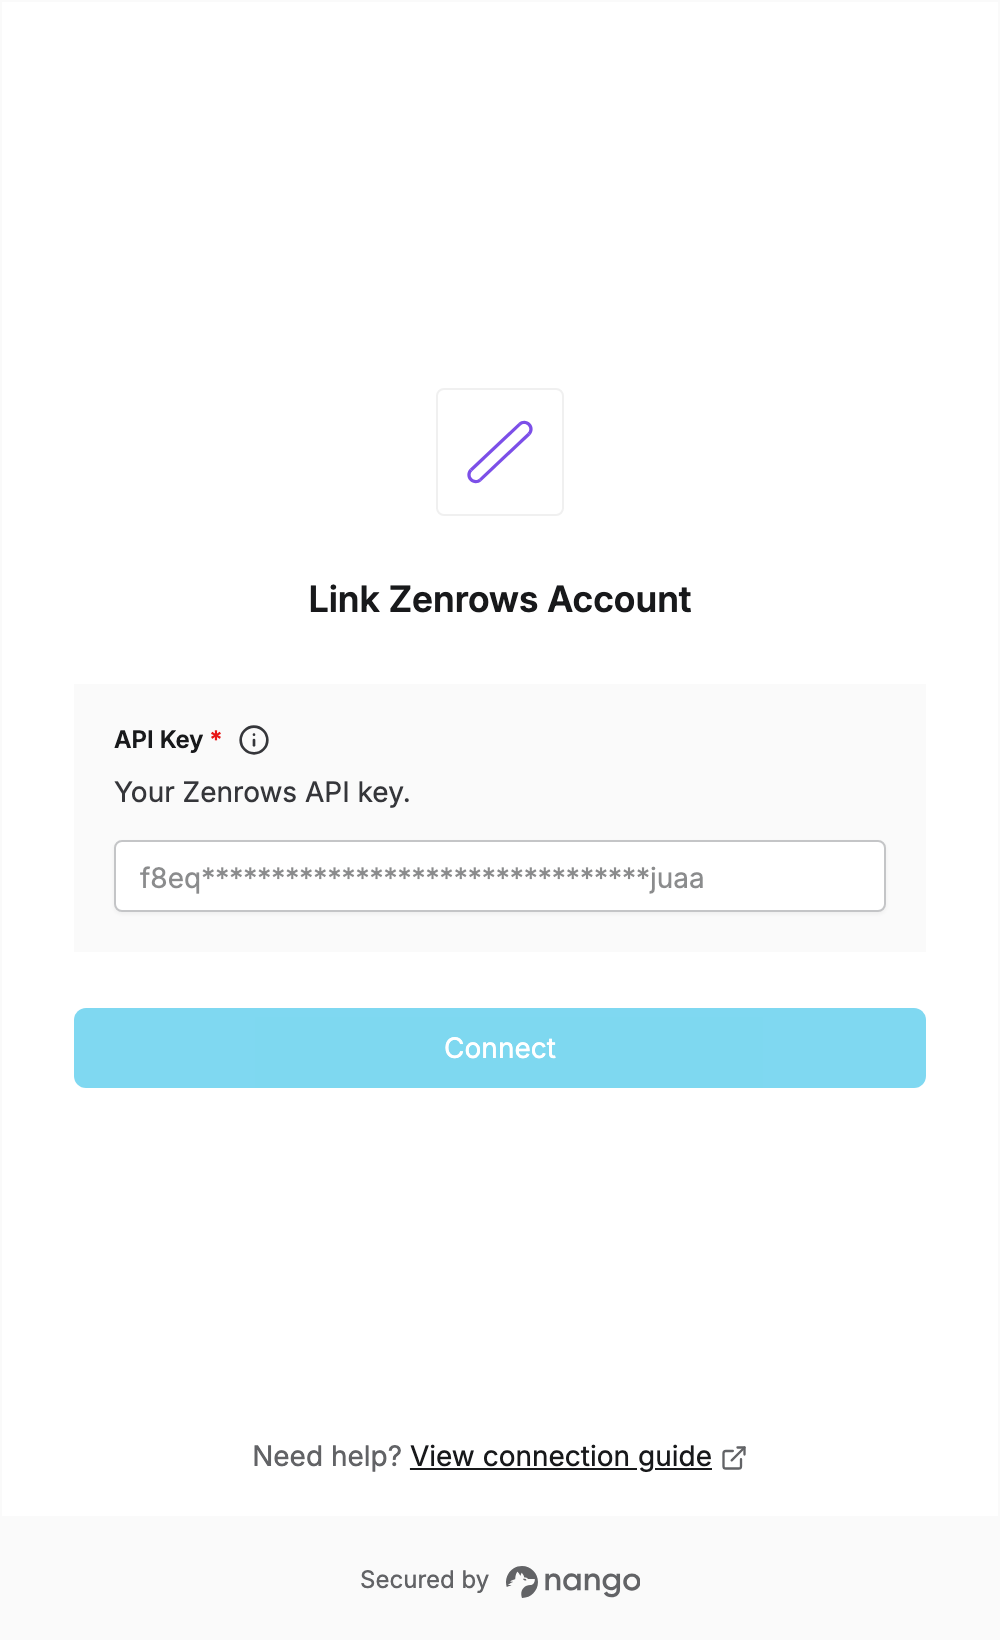 Link Zenrows Account
API Key *
Your Zenrows API key.
f8eq********************************juaa
Connect
Need help? View connection guide
Secured by nango